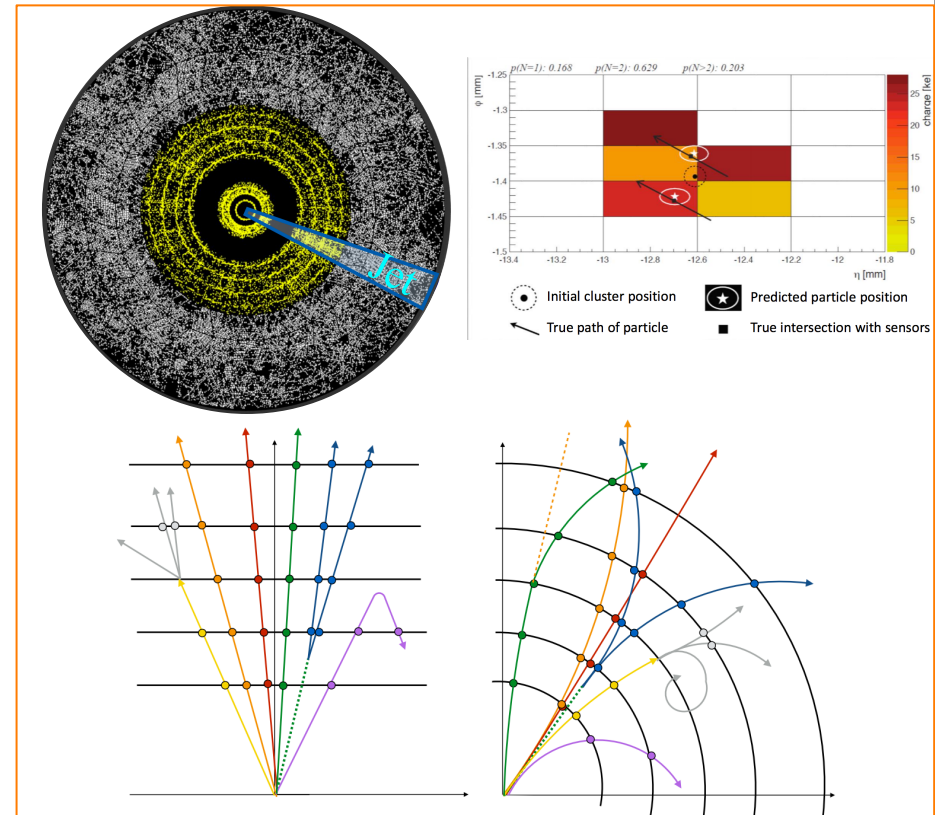 Jet
p(N=1): 0.168 p(N=2): 0.629 p(N>2): 0.203
φ [mm]
-1.25
-1.3
-1.35
-1.4
-1.45
-1.5
-13.4 -13.2 -13 -12.8 -12.6 -12.4 -12.2 -12 -11.8
η [mm]
charge [ke]
25
20
15
10
5
0
Initial cluster position
Predicted particle position
True path of particle
True intersection with sensors